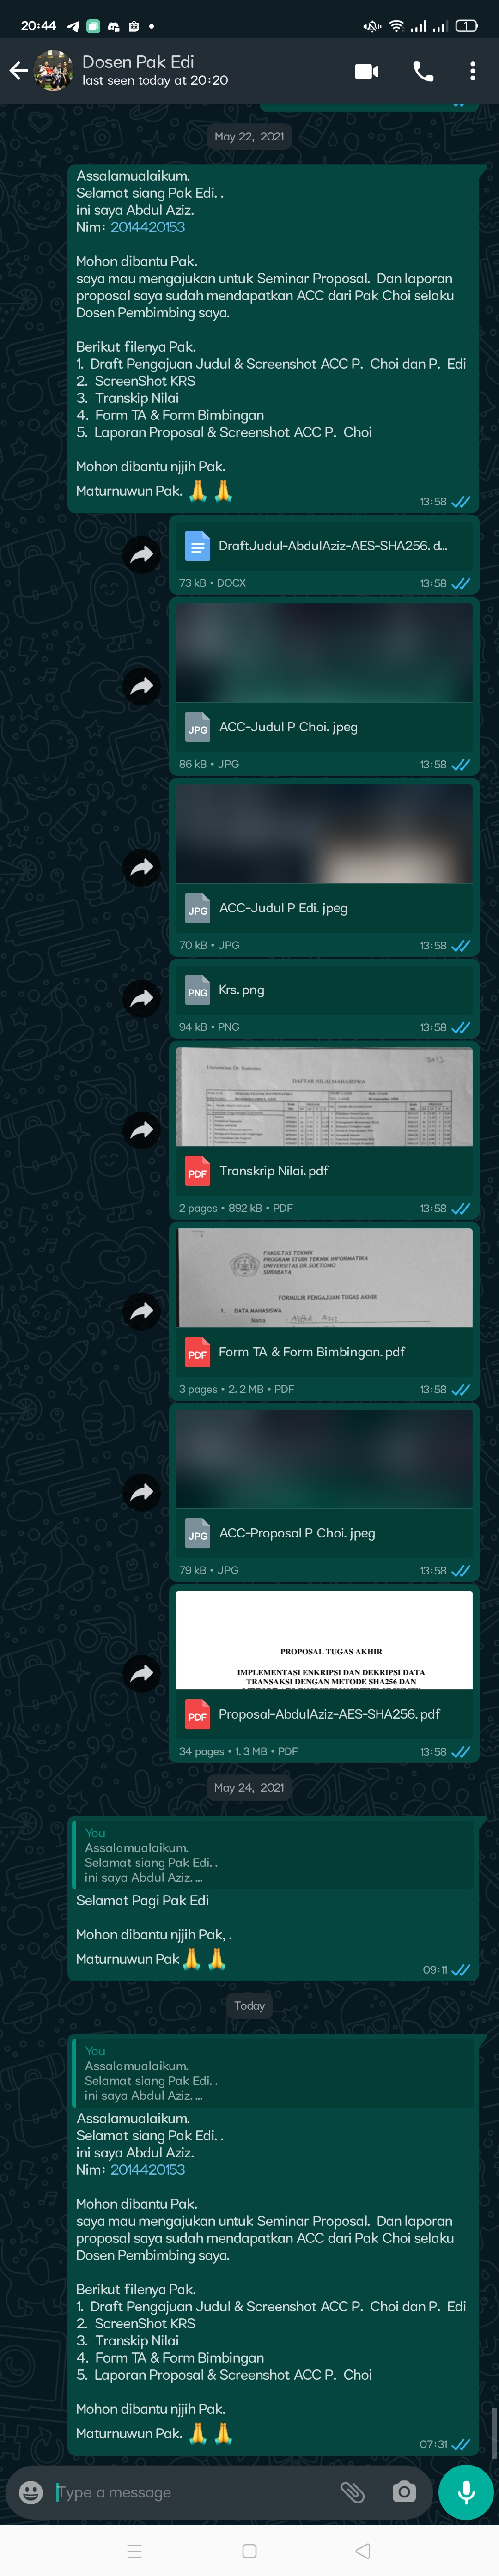 20:44
1
Dosen Pak Edi
last seen today at 20:20
May 22, 2021
Assalamualaikum.
Selamat siang Pak Edi. .
ini saya Abdul Aziz.
Nim: 2014420153
Mohon dibantu Pak.
saya mau mengajukan untuk Seminar Proposal. Dan laporan
proposal saya sudah mendapatkan ACC dari Pak Choi selaku
Dosen Pembimbing saya.
Berikut filenya Pak.
1. Draft Pengajuan Judul & Screenshot ACC P. Choi dan P. Edi
2. ScreenShot KRS
3. Transkip Nilai
4. Form TA & Form Bimbingan
5. Laporan Proposal & Screenshot ACC P. Choi
Mohon dibantu njjih Pak.
Maturnuwun Pak. 🙏 🙏
13:58
DraftJudul-AbdulAziz-AES-SHA256. d...
73 kB • DOCX 13:58
JPG ACC-Judul P Choi. jpeg
86 kB • JPG 13:58
JPG ACC-Judul P Edi. jpeg
70 kB • JPG 13:58
PNG Krs. png
94 kB • PNG 13:58
Universitas Dr. Soetomo
DAFTAR NILAI MAHASISWA
PDF Transkrip Nilai. pdf
2 pages • 892 kB • PDF 13:58
FAKULTAS TEKNIK
PROGRAM STUDI TEKNIK INFORMATIKA
UNIVERSITAS DR.SOETOMO
SURABAYA
FORMULIR PENGAJUAN TUGAS AKHIR
1. DATA MAHASISWA
Nama : Abdul Aziz
PDF Form TA & Form Bimbingan. pdf
3 pages • 2. 2 MB • PDF 13:58
JPG ACC-Proposal P Choi. jpeg
79 kB • JPG 13:58
PROPOSAL TUGAS AKHIR
IMPLEMENTASI ENKRIPSI DAN DEKRIPSI DATA
TRANSAKSI DENGAN METODE SHA256 DAN
PDF Proposal-AbdulAziz-AES-SHA256. pdf
34 pages • 1. 3 MB • PDF 13:58
May 24, 2021
You
Assalamualaikum.
Selamat siang Pak Edi. .
ini saya Abdul Aziz. ...
Selamat Pagi Pak Edi
Mohon dibantu njjih Pak, .
Maturnuwun Pak 🙏 🙏
09:11
Today
You
Assalamualaikum.
Selamat siang Pak Edi. .
ini saya Abdul Aziz. ...
Assalamualaikum.
Selamat siang Pak Edi. .
ini saya Abdul Aziz.
Nim: 2014420153
Mohon dibantu Pak.
saya mau mengajukan untuk Seminar Proposal. Dan laporan
proposal saya sudah mendapatkan ACC dari Pak Choi selaku
Dosen Pembimbing saya.
Berikut filenya Pak.
1. Draft Pengajuan Judul & Screenshot ACC P. Choi dan P. Edi
2. ScreenShot KRS
3. Transkip Nilai
4. Form TA & Form Bimbingan
5. Laporan Proposal & Screenshot ACC P. Choi
Mohon dibantu njjih Pak.
Maturnuwun Pak. 🙏 🙏
07:31
Type a message